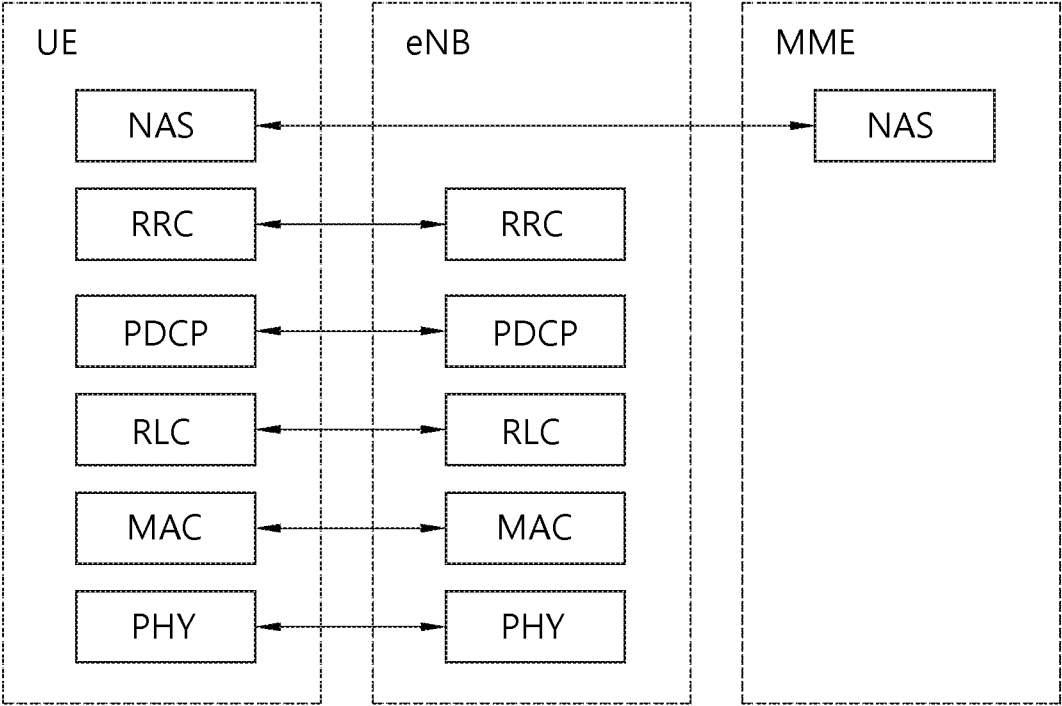 UE
eNB
MME
NAS
NAS
RRC
RRC
PDCP
PDCP
RLC
RLC
MAC
MAC
PHY
PHY